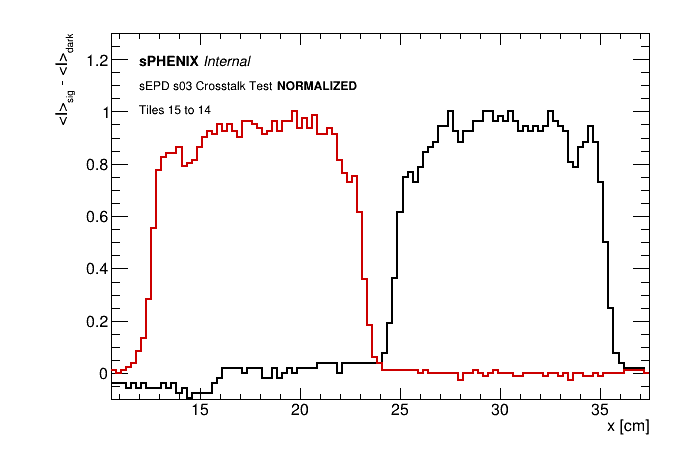 <I>sig - <I>dark
sPHENIX Internal
sEPD s03 Crosstalk Test NORMALIZED
Tiles 15 to 14
1.2
1
0.8
0.6
0.4
0.2
0
15 20 25 30 35
x [cm]